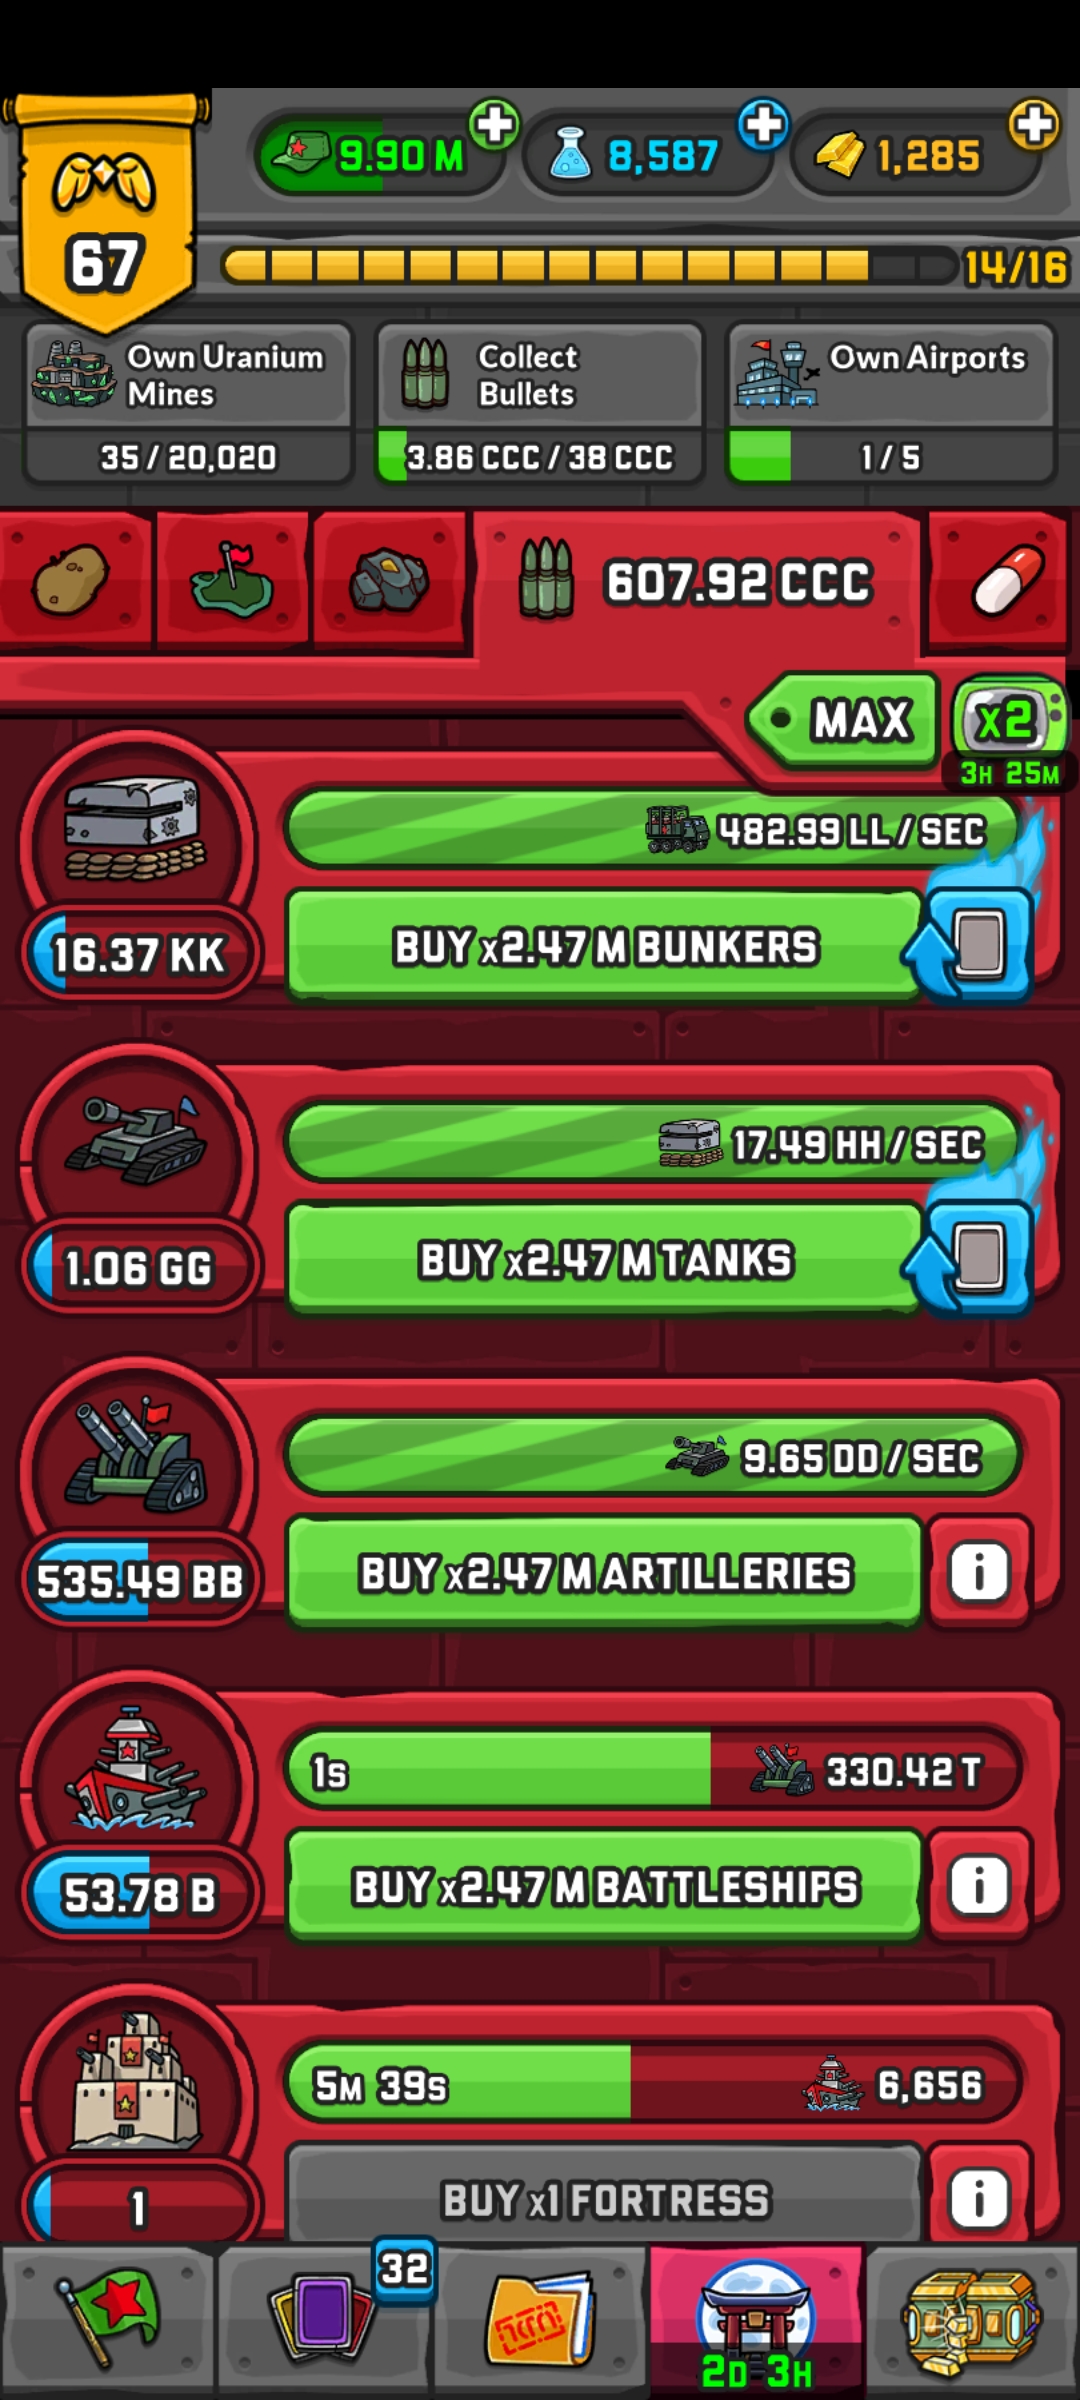 9.90 M
8,587
1,285
67
14/16
Own Uranium
Mines
35 / 20,020
Collect
Bullets
3.86 CCC / 38 CCC
Own Airports
1 / 5
607.92 CCC
MAX
x2
3H 25M
482.99 LL / SEC
16.37 KK
BUY x2.47 M BUNKERS
17.49 HH / SEC
1.06 GG
BUY x2.47 M TANKS
9.65 DD / SEC
535.49 BB
BUY x2.47 M ARTILLERIES
i
1s
330.42 T
53.78 B
BUY x2.47 M BATTLESHIPS
i
5M 39s
6,656
1
BUY x1 FORTRESS
i
32
2D 3H